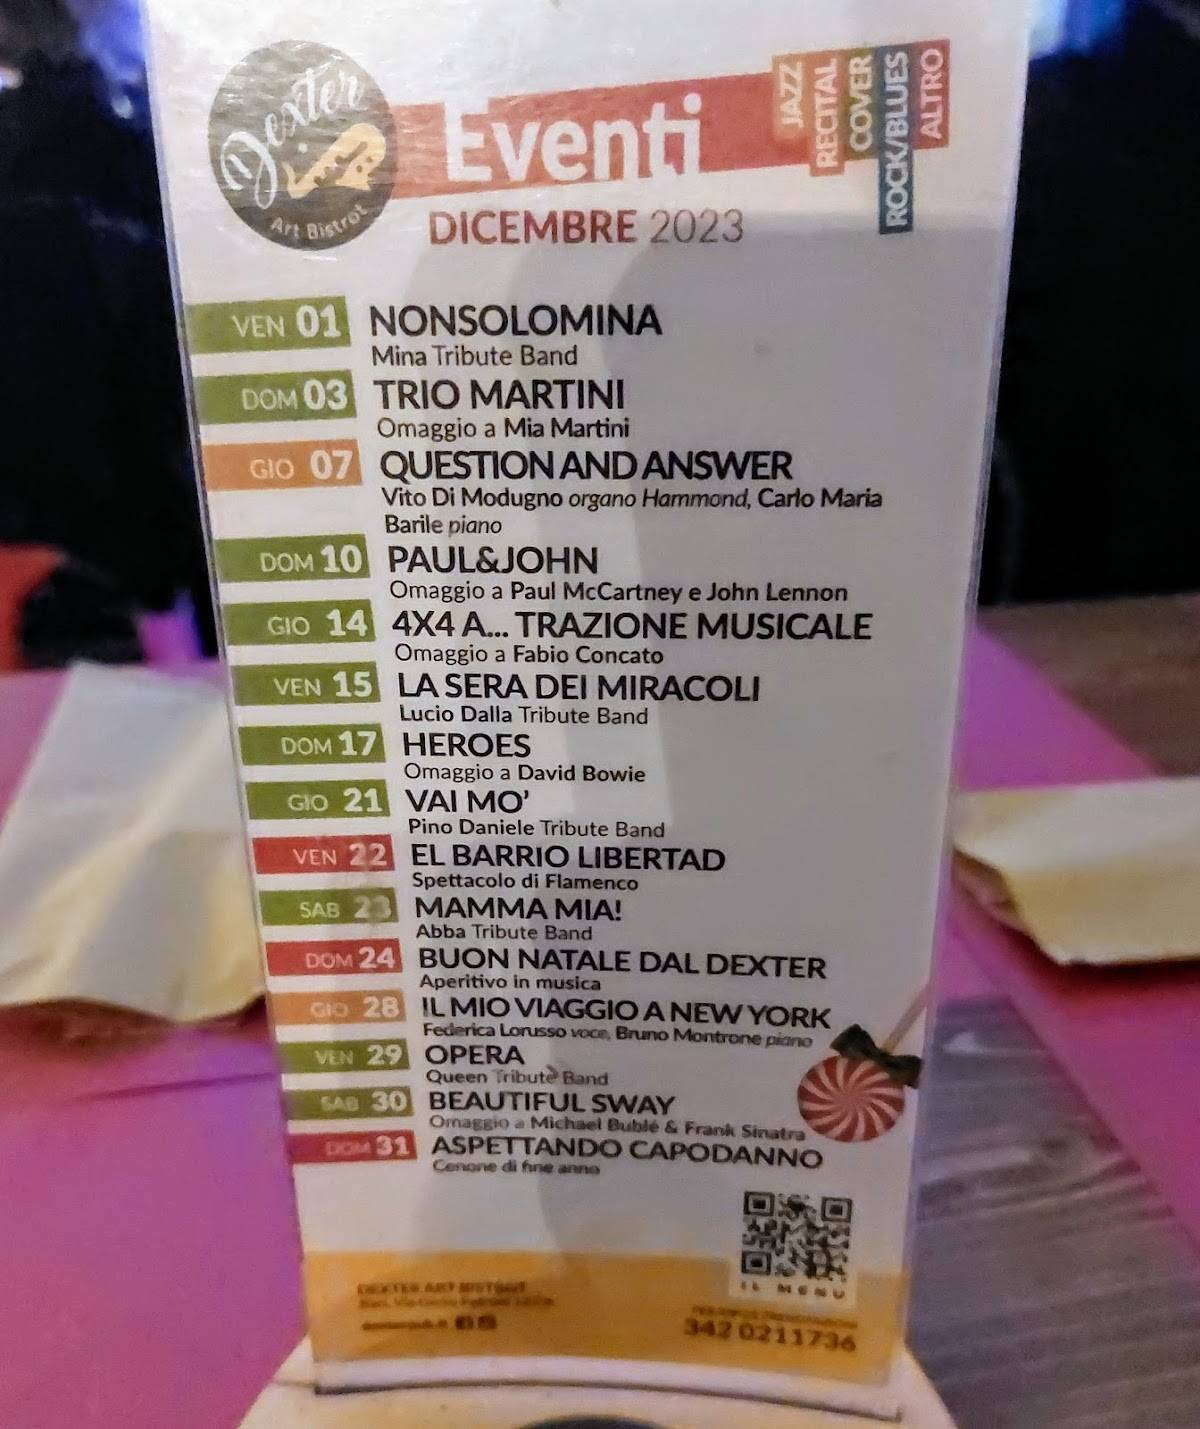 Dexter
Art Bistrot
Eventi
JAZZ
RECITAL
COVER
ROCK/BLUES
ALTRO
DICEMBRE 2023
VEN 01 NONSOLOMINA
Mina Tribute Band
DOM 03 TRIO MARTINI
Omaggio a Mia Martini
GIO 07 QUESTION AND ANSWER
Vito Di Modugno organo Hammond, Carlo Maria
Barile piano
DOM 10 PAUL&JOHN
Omaggio a Paul McCartney e John Lennon
GIO 14 4X4 A... TRAZIONE MUSICALE
Omaggio a Fabio Concato
VEN 15 LA SERA DEI MIRACOLI
Lucio Dalla Tribute Band
DOM 17 HEROES
Omaggio a David Bowie
GIO 21 VAI MO'
Pino Daniele Tribute Band
VEN 22 EL BARRIO LIBERTAD
Spettacolo di Flamenco
SAB 23 MAMMA MIA!
Abba Tribute Band
DOM 24 BUON NATALE DAL DEXTER
Aperitivo in musica
GIO 28 IL MIO VIAGGIO A NEW YORK
Federica Lorusso voce, Bruno Montrone piano
VEN 29 OPERA
Queen Tribute Band
SAB 30 BEAUTIFUL SWAY
Omaggio a Michael Bublé & Frank Sinatra
DOM 31 ASPETTANDO CAPODANNO
Cenone di fine anno
IL MENU
DEXTER ART BISTROT
342 0211736